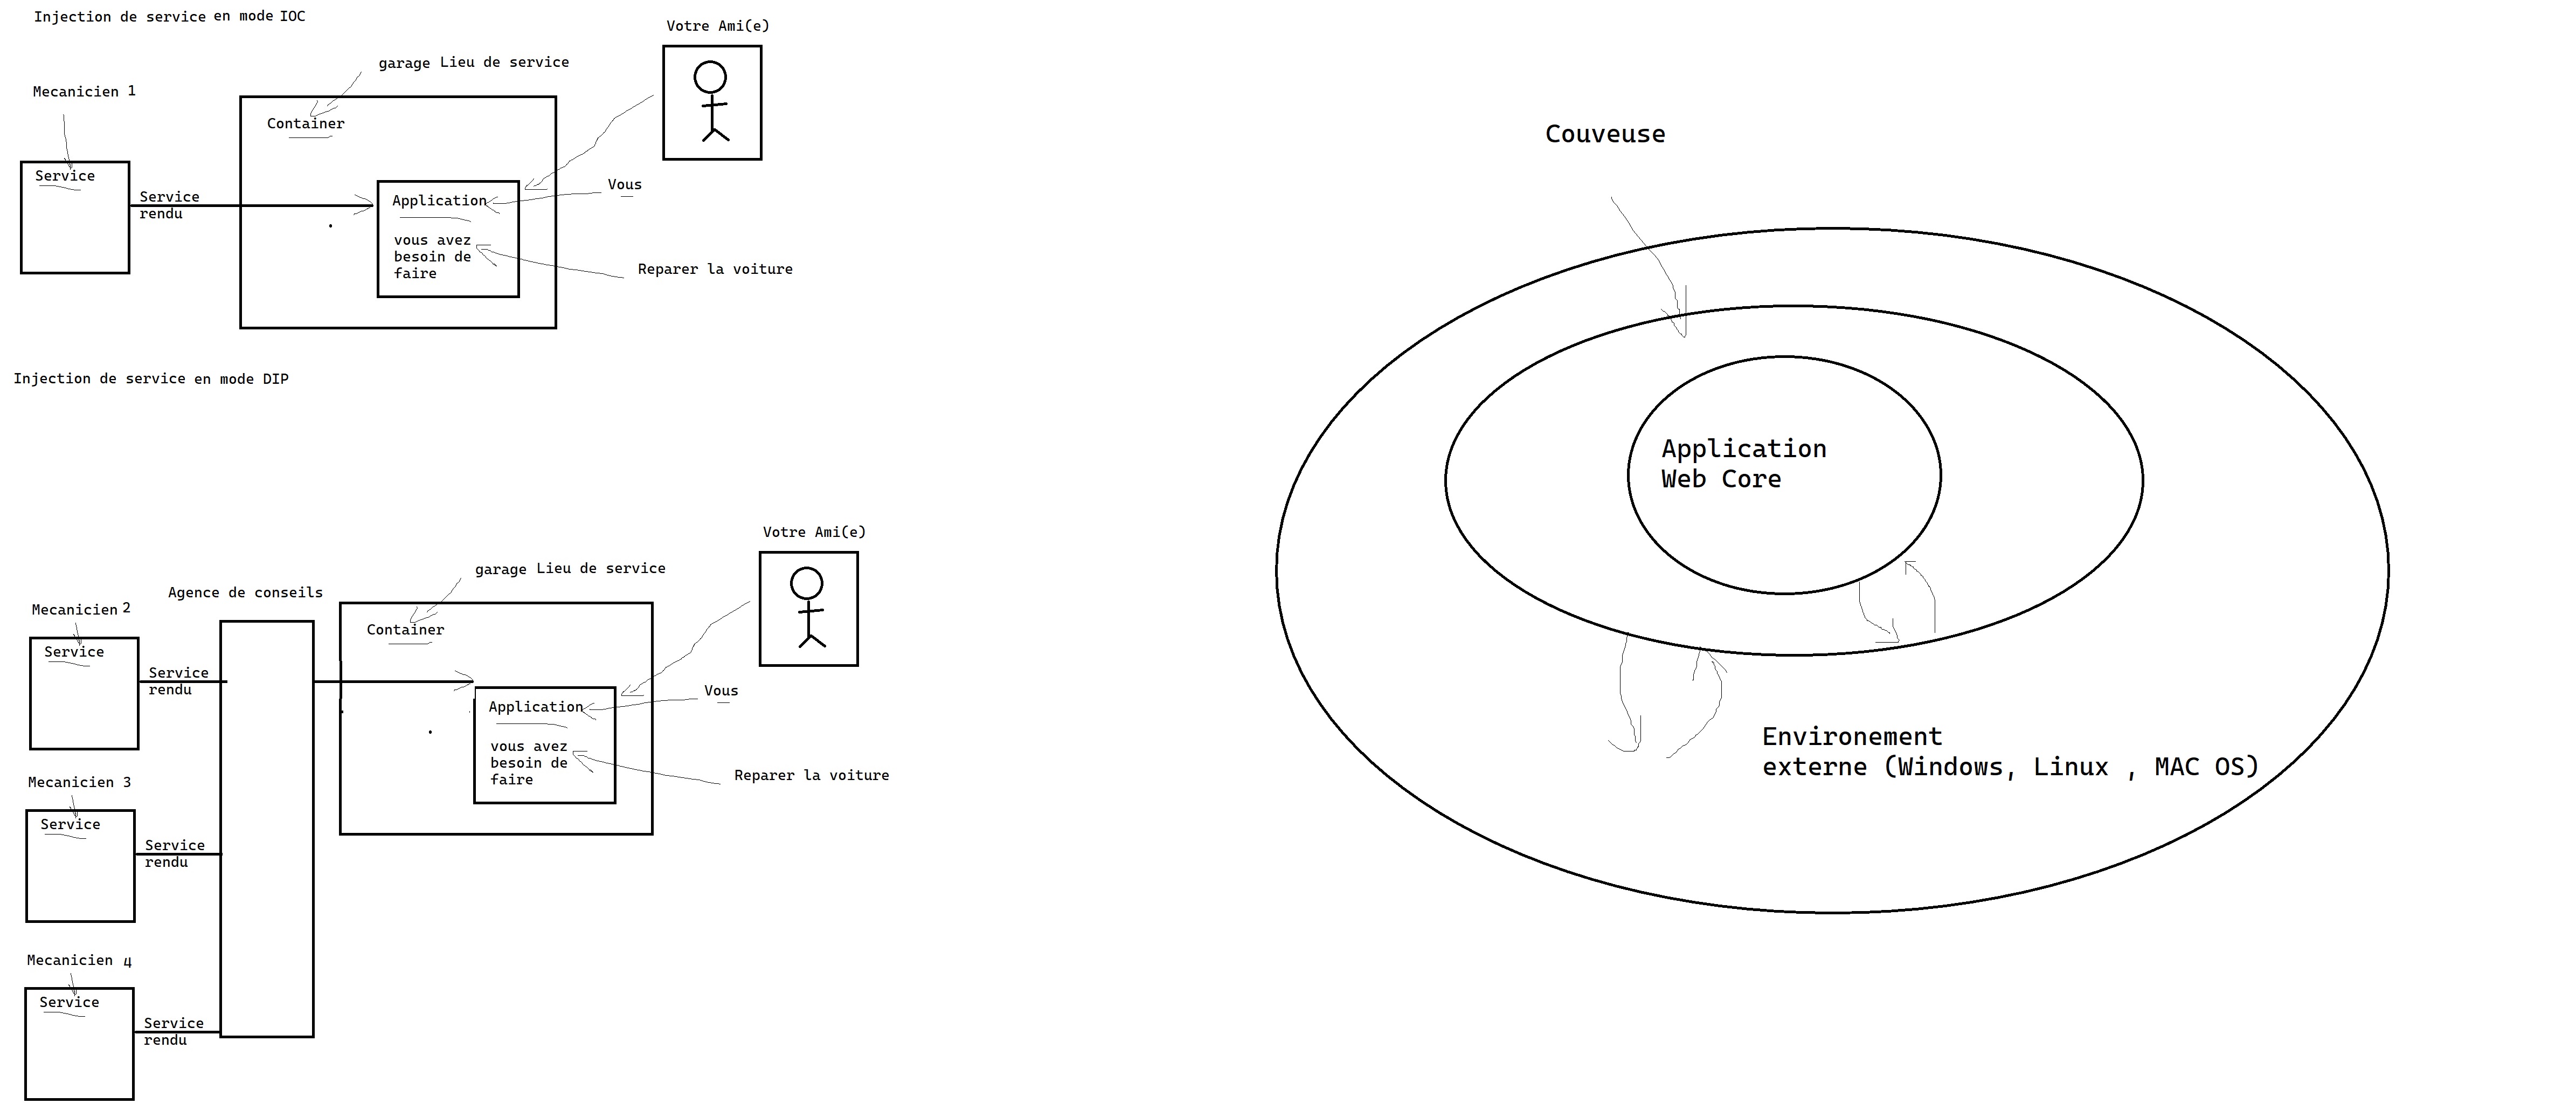 Injection de service en mode IOC
Votre Ami(e)
garage Lieu de service
Mecanicien 1
Container
Service
Service
rendu
Vous
Application
vous avez
besoin de
faire
Reparer la voiture
Injection de service en mode DIP
Votre Ami(e)
garage Lieu de service
Agence de conseils
Mecanicien 2
Container
Service
Service
rendu
Vous
Application
vous avez
besoin de
faire
Reparer la voiture
Mecanicien 3
Service
Service
rendu
Mecanicien 4
Service
Service
rendu
Couveuse
Application
Web Core
Environement
externe (Windows, Linux , MAC OS)